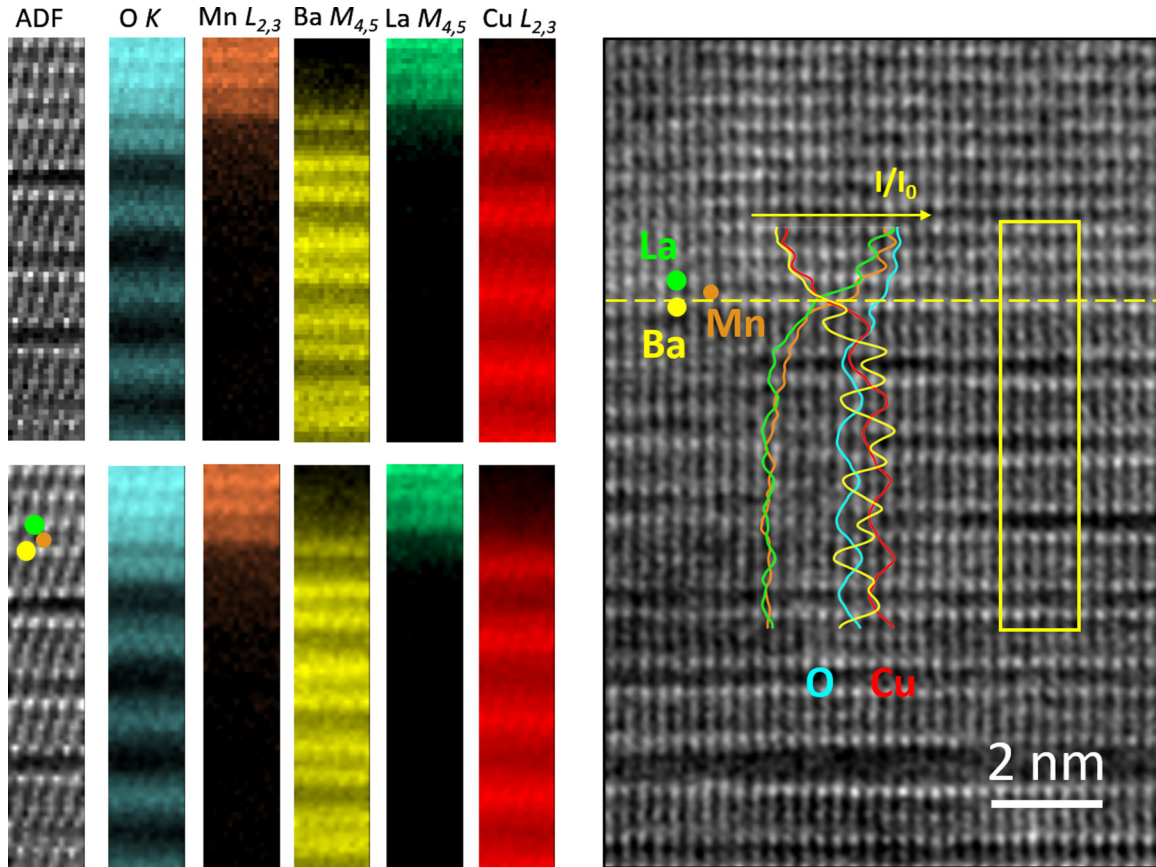 ADF O K Mn L2,3 Ba M4,5 La M4,5 Cu L2,3
I/I0
La
Mn
Ba
O Cu
2 nm